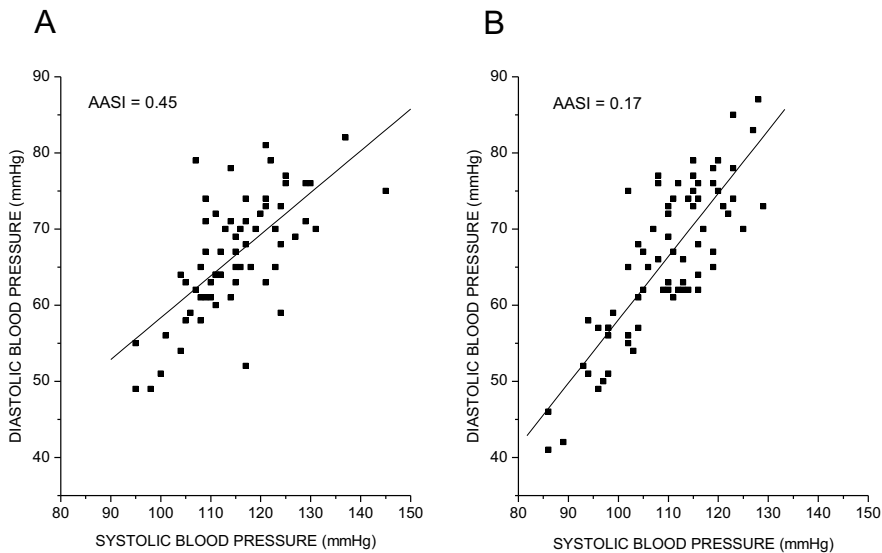 A
AASI = 0.45
DIASTOLIC BLOOD PRESSURE (mmHg)
90
80
70
60
50
40
80 90 100 110 120 130 140 150
SYSTOLIC BLOOD PRESSURE (mmHg)
B
AASI = 0.17
DIASTOLIC BLOOD PRESSURE (mmHg)
90
80
70
60
50
40
80 90 100 110 120 130 140 150
SYSTOLIC BLOOD PRESSURE (mmHg)